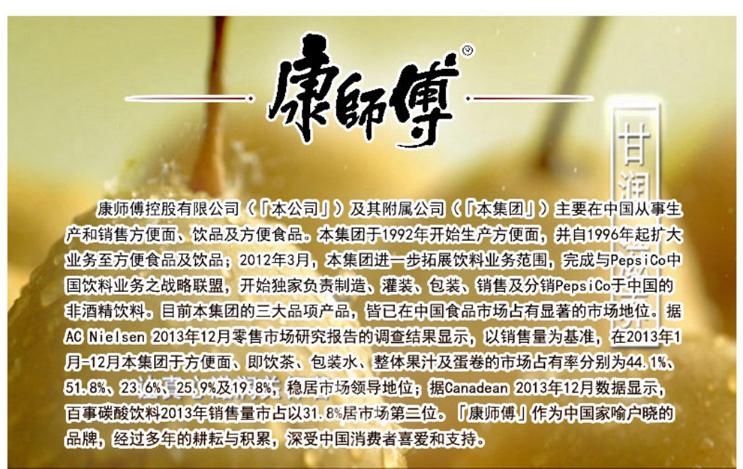 康師傅
甘润
康师傅控股有限公司（「本公司」）及其附属公司（「本集团」）主要在中国从事生
产和销售方便面、饮品及方便食品。本集团于1992年开始生产方便面，并自1996年起扩大
业务至方便食品及饮品；2012年3月，本集团进一步拓展饮料业务范围，完成与PepsiCo中
国饮料业务之战略联盟，开始独家负责制造、灌装、包装、销售及分销PepsiCo于中国的
非酒精饮料。目前本集团的三大品项产品，皆已在中国食品市场占有显著的市场地位。据
AC Nielsen 2013年12月零售市场研究报告的调查结果显示，以销售量为基准，在2013年1
月-12月本集团于方便面、即饮茶、包装水、整体果汁及蛋卷的市场占有率分别为44.1%、
51.8%、23.6%、25.9%及19.8%，稳居市场领导地位；据Canadean 2013年12月数据显示，
百事碳酸饮料2013年销售量市占以31.8%居市场第二位。「康师傅」作为中国家喻户晓的
品牌，经过多年的耕耘与积累，深受中国消费者喜爱和支持。